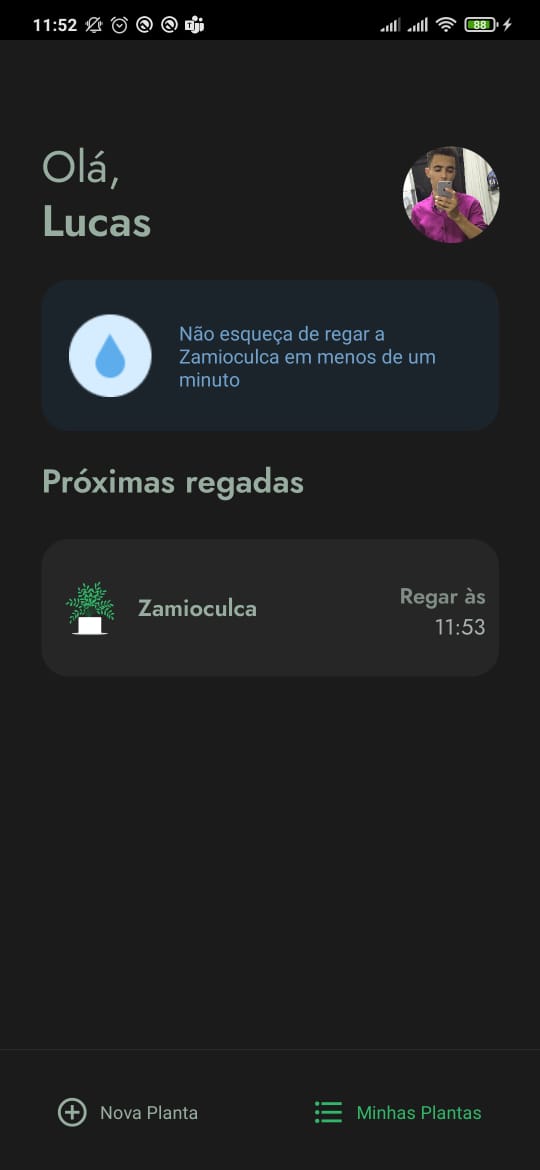 11:52
88
Olá,
Lucas
Não esqueça de regar a
Zamioculca em menos de um
minuto
Próximas regadas
Zamioculca
Regar às
11:53
Nova Planta
Minhas Plantas